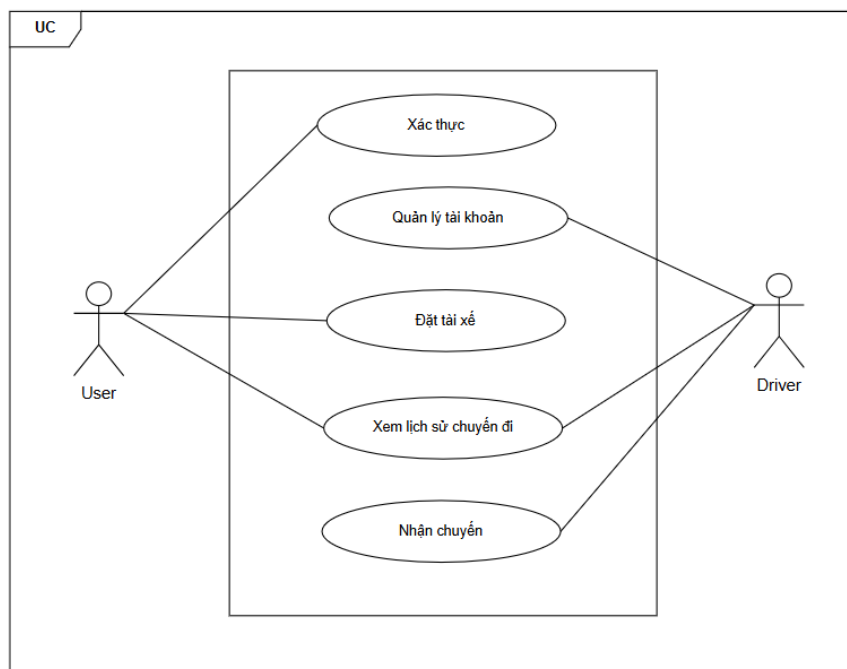 UC
Xác thực
Quản lý tài khoản
Đặt tài xế
User
Driver
Xem lịch sử chuyến đi
Nhận chuyến